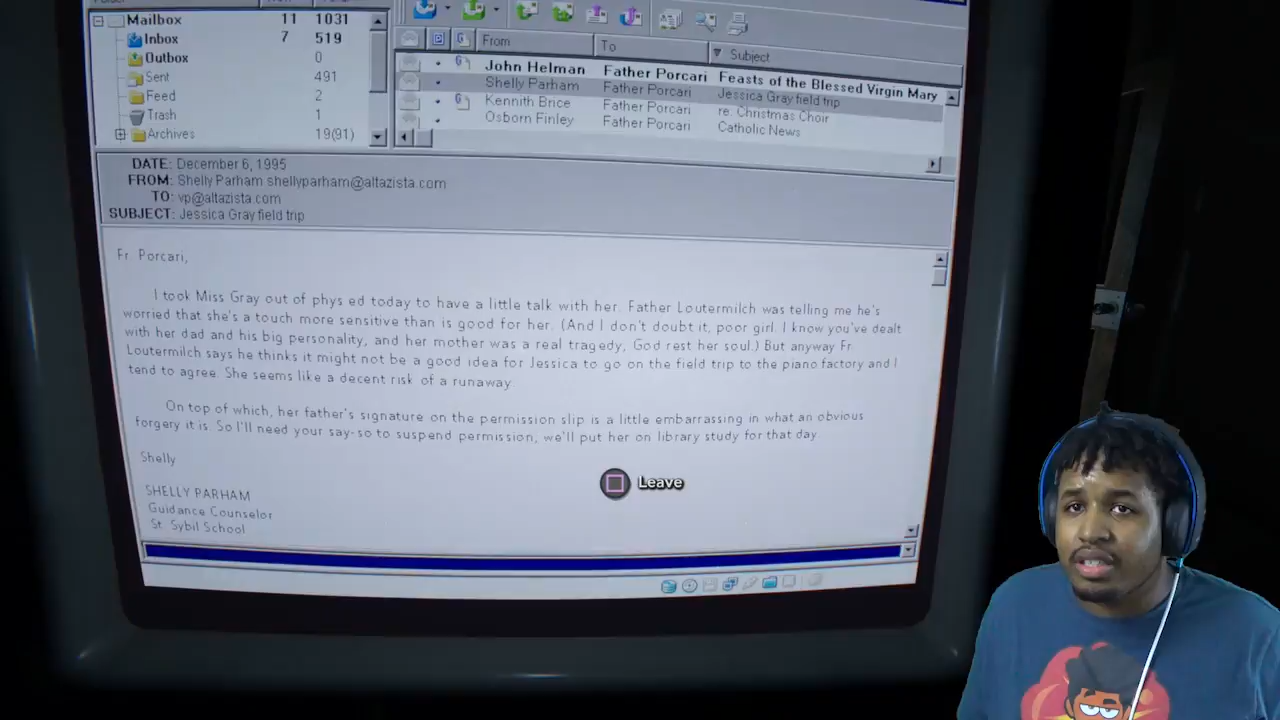 Mailbox 11 1031
Inbox 7 519
Outbox 0
Sent 491
Feed 2
Trash 1
Archives 19(91)
From To Subject
John Helman Father Porcari Feasts of the Blessed Virgin Mary
Shelly Parham Father Porcari Jessica Gray field trip
Kennith Brice Father Porcari re. Christmas Choir
Osborn Finley Father Porcari Catholic News
DATE: December 6, 1995
FROM: Shelly Parham shellyparham@altazista.com
TO: vp@altazista.com
SUBJECT: Jessica Gray field trip
Fr. Porcari,
I took Miss Gray out of phys ed today to have a little talk with her. Father Loutermilch was telling me he's
worried that she's a touch more sensitive than is good for her. (And I don't doubt it, poor girl. I know you've dealt
with her dad and his big personality, and her mother was a real tragedy, God rest her soul.) But anyway Fr.
Loutermilch says he thinks it might not be a good idea for Jessica to go on the field trip to the piano factory and I
tend to agree. She seems like a decent risk of a runaway.
On top of which, her father's signature on the permission slip is a little embarrassing in what an obvious
forgery it is. So I'll need your say-so to suspend permission, we'll put her on library study for that day.
Shelly
SHELLY PARHAM
Guidance Counselor
St. Sybil School
Leave